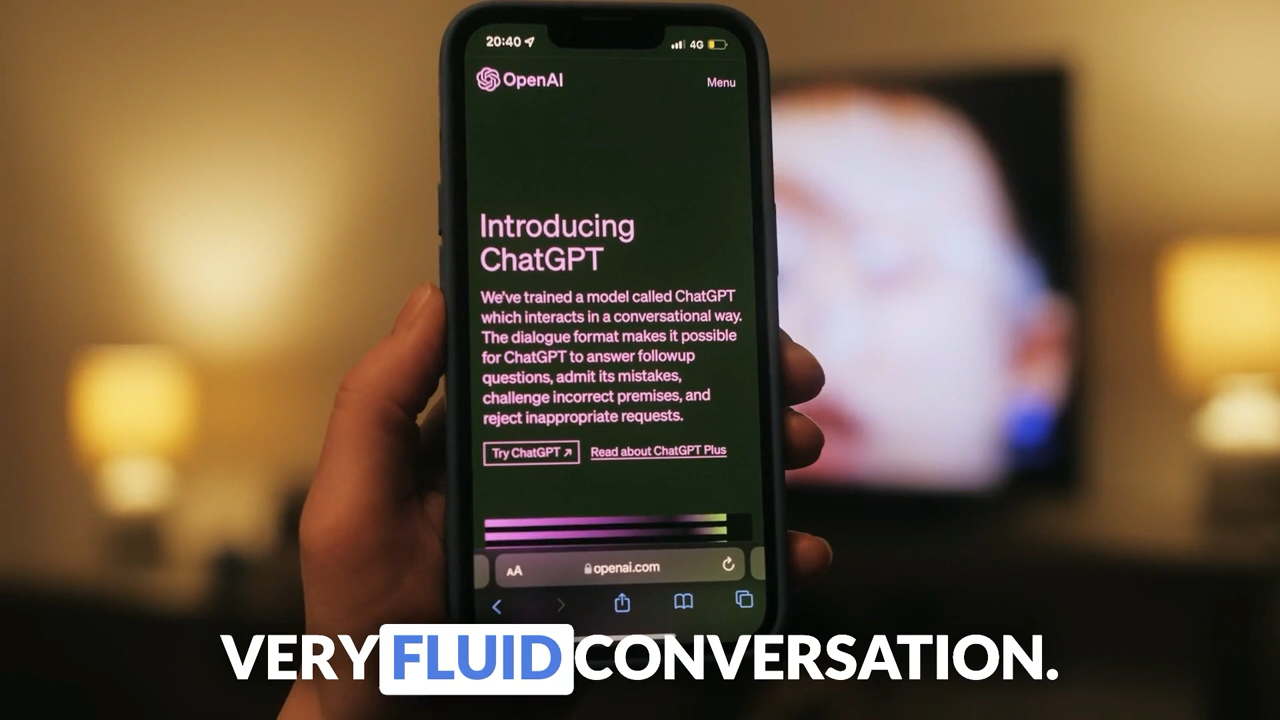 20:40
4G
OpenAI
Menu
Introducing
ChatGPT
We've trained a model called ChatGPT
which interacts in a conversational way.
The dialogue format makes it possible
for ChatGPT to answer followup
questions, admit its mistakes,
challenge incorrect premises, and
reject inappropriate requests.
Try ChatGPT ↗
Read about ChatGPT Plus
AA
openai.com
VERY FLUID CONVERSATION.